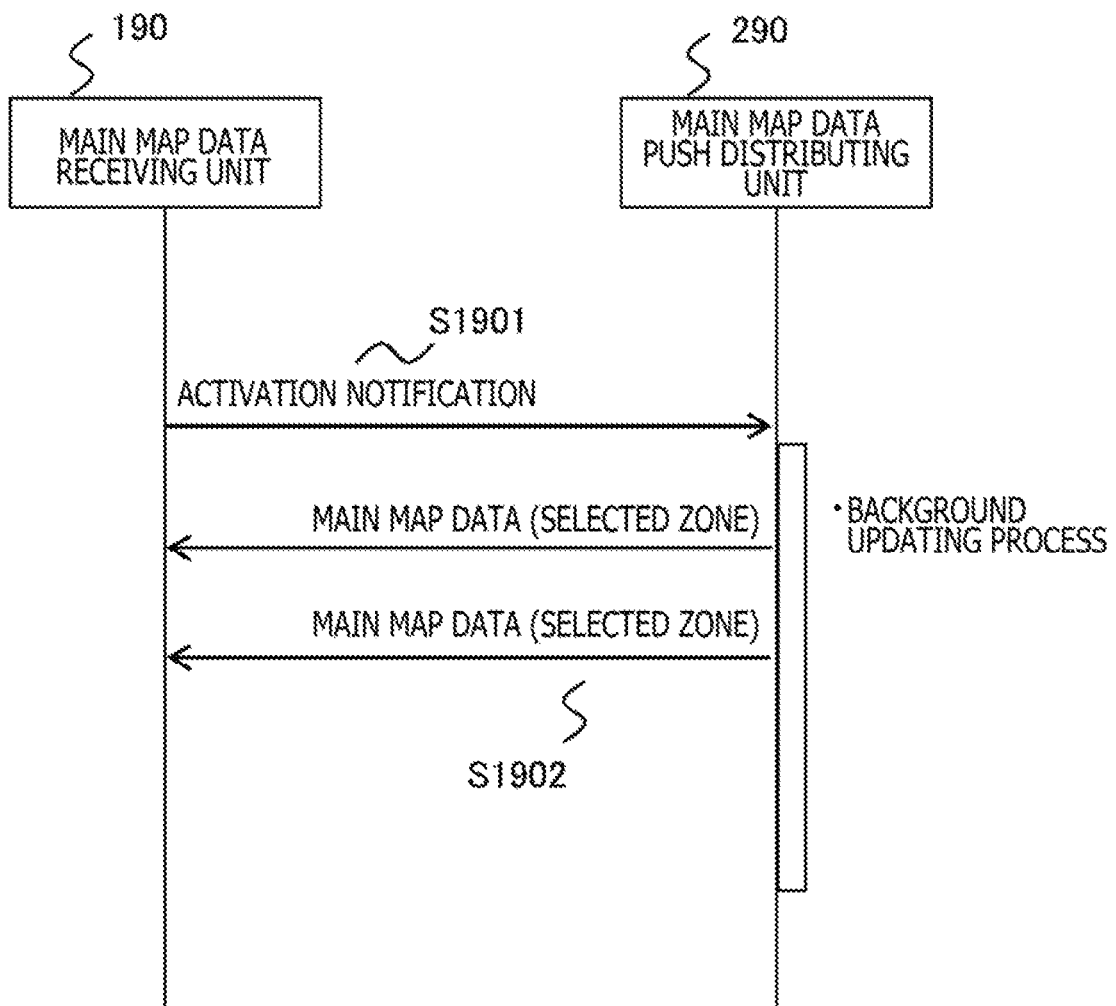 190
290
MAIN MAP DATA
RECEIVING UNIT
MAIN MAP DATA
PUSH DISTRIBUTING
UNIT
S1901
ACTIVATION NOTIFICATION
MAIN MAP DATA (SELECTED ZONE)
・BACKGROUND
UPDATING PROCESS
MAIN MAP DATA (SELECTED ZONE)
S1902